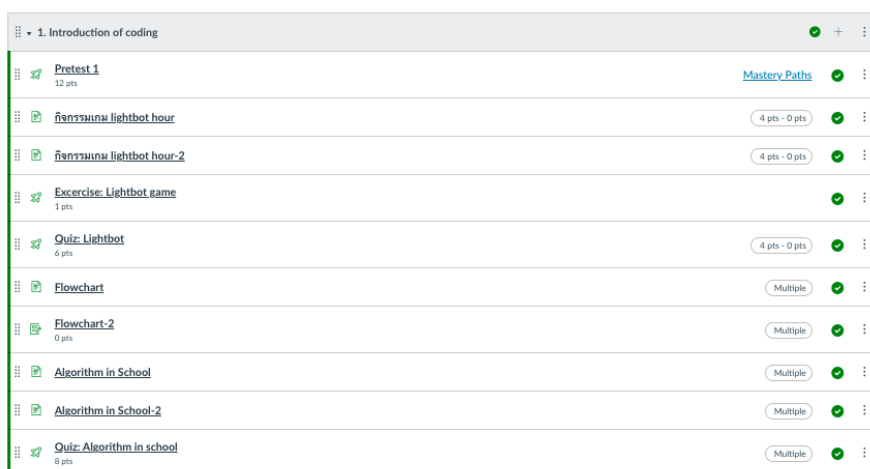 1. Introduction of coding
Pretest 1
12 pts
Mastery Paths
กิจกรรมเกม lightbot hour
4 pts - 0 pts
กิจกรรมเกม lightbot hour-2
4 pts - 0 pts
Excercise: Lightbot game
1 pts
Quiz: Lightbot
6 pts
4 pts - 0 pts
Flowchart
Multiple
Flowchart-2
0 pts
Multiple
Algorithm in School
Multiple
Algorithm in School-2
Multiple
Quiz: Algorithm in school
8 pts
Multiple